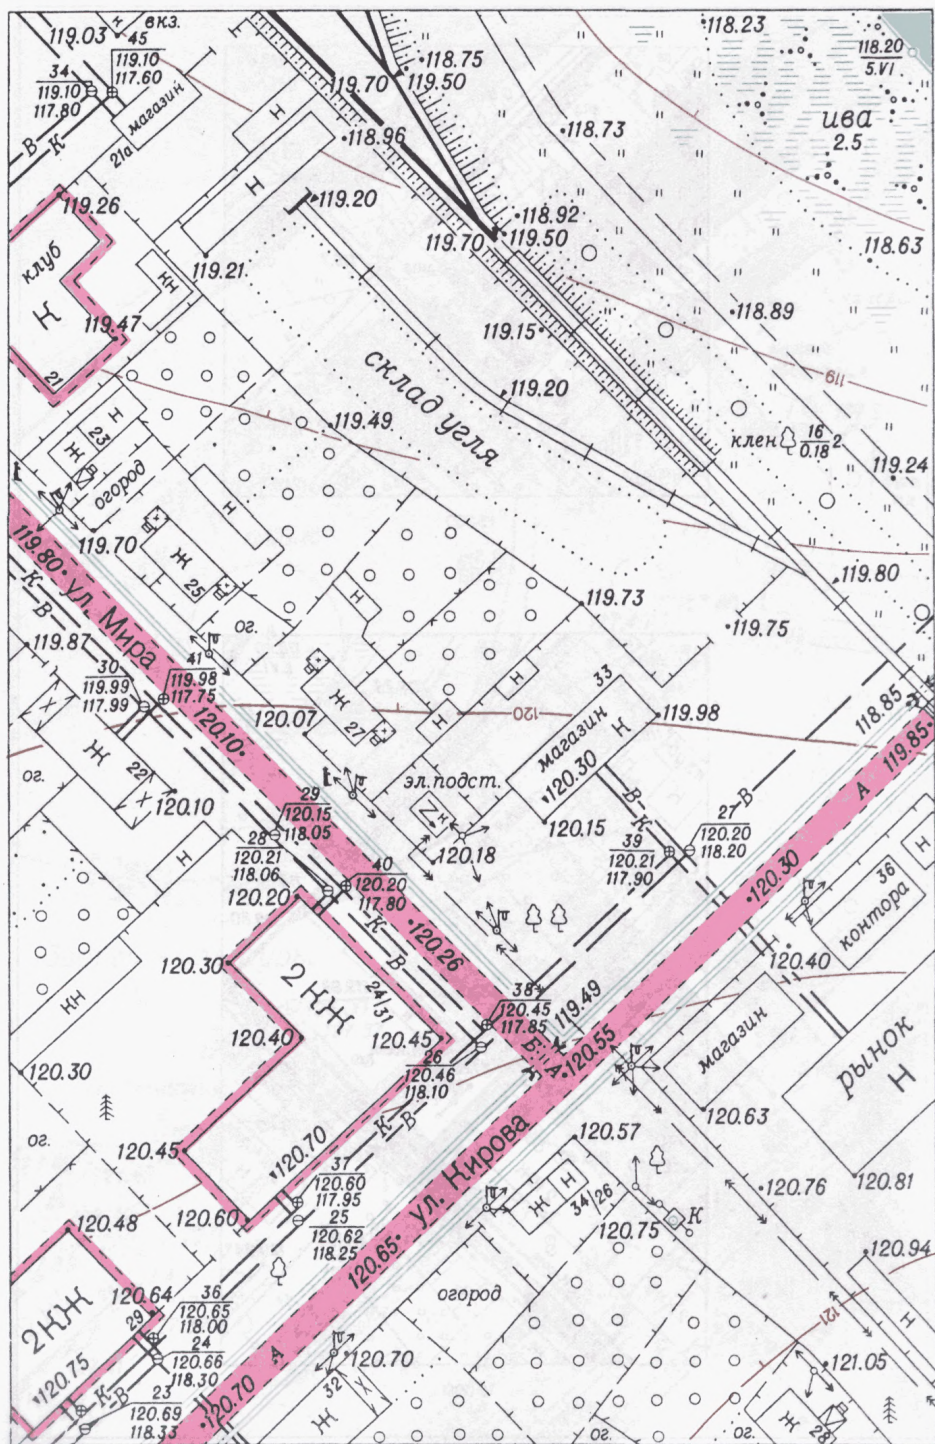 119.03
вкз.
45
119.10
117.60
34
119.10
117.80
магазин
21а
В
К
Н
Н
119.70
118.75
119.50
118.96
118.23
118.20
5.VI
ива
2.5
118.73
119.26
клуб
К
119.47
21
КН
119.21
119.20
118.92
119.70
119.50
118.63
118.89
119.15
119
119.20
склад угля
119.49
клен
16
0.18
2
119.24
Ж
23
Н
огород
Н
119.70
Ж
25
ог.
Н
119.80
ул. Мира
К
В
119.87
30
119.99
117.99
41
119.98
117.75
120.07
Ж
27
Н
Н
119.73
119.75
119.80
120
33
магазин
К
120.30
119.98
118.85
119.85
Ж
22
ог.
120.10
120.10
29
120.15
118.05
28
120.21
118.06
эл. подст.
Н
120.18
120.15
В
К
39
120.21
117.90
27
120.20
118.20
В
А
120.30
36
Н
контора
40
120.20
117.80
120.20
К
В
120.26
Н
КН
120.30
2 КЖ
24/31
120.40
120.45
38
120.45
117.85
119.49
Б
А
К
120.55
26
120.46
118.10
120.40
магазин
рынок
Н
120.30
ог.
120.45
120.70
К
В
120.63
120.57
120.81
37
120.60
117.95
25
120.62
118.25
120.60
120.65
ул. Кирова
Ж
Н
34/26
120.76
120.75
К
120.94
120.48
120.64
2КЖ
29
120.75
36
120.65
118.00
24
120.66
118.30
К
В
23
120.69
118.33
120.70
А
120.70
32
Ж
огород
ог.
ог.
121
121.05
Ж
28
Н